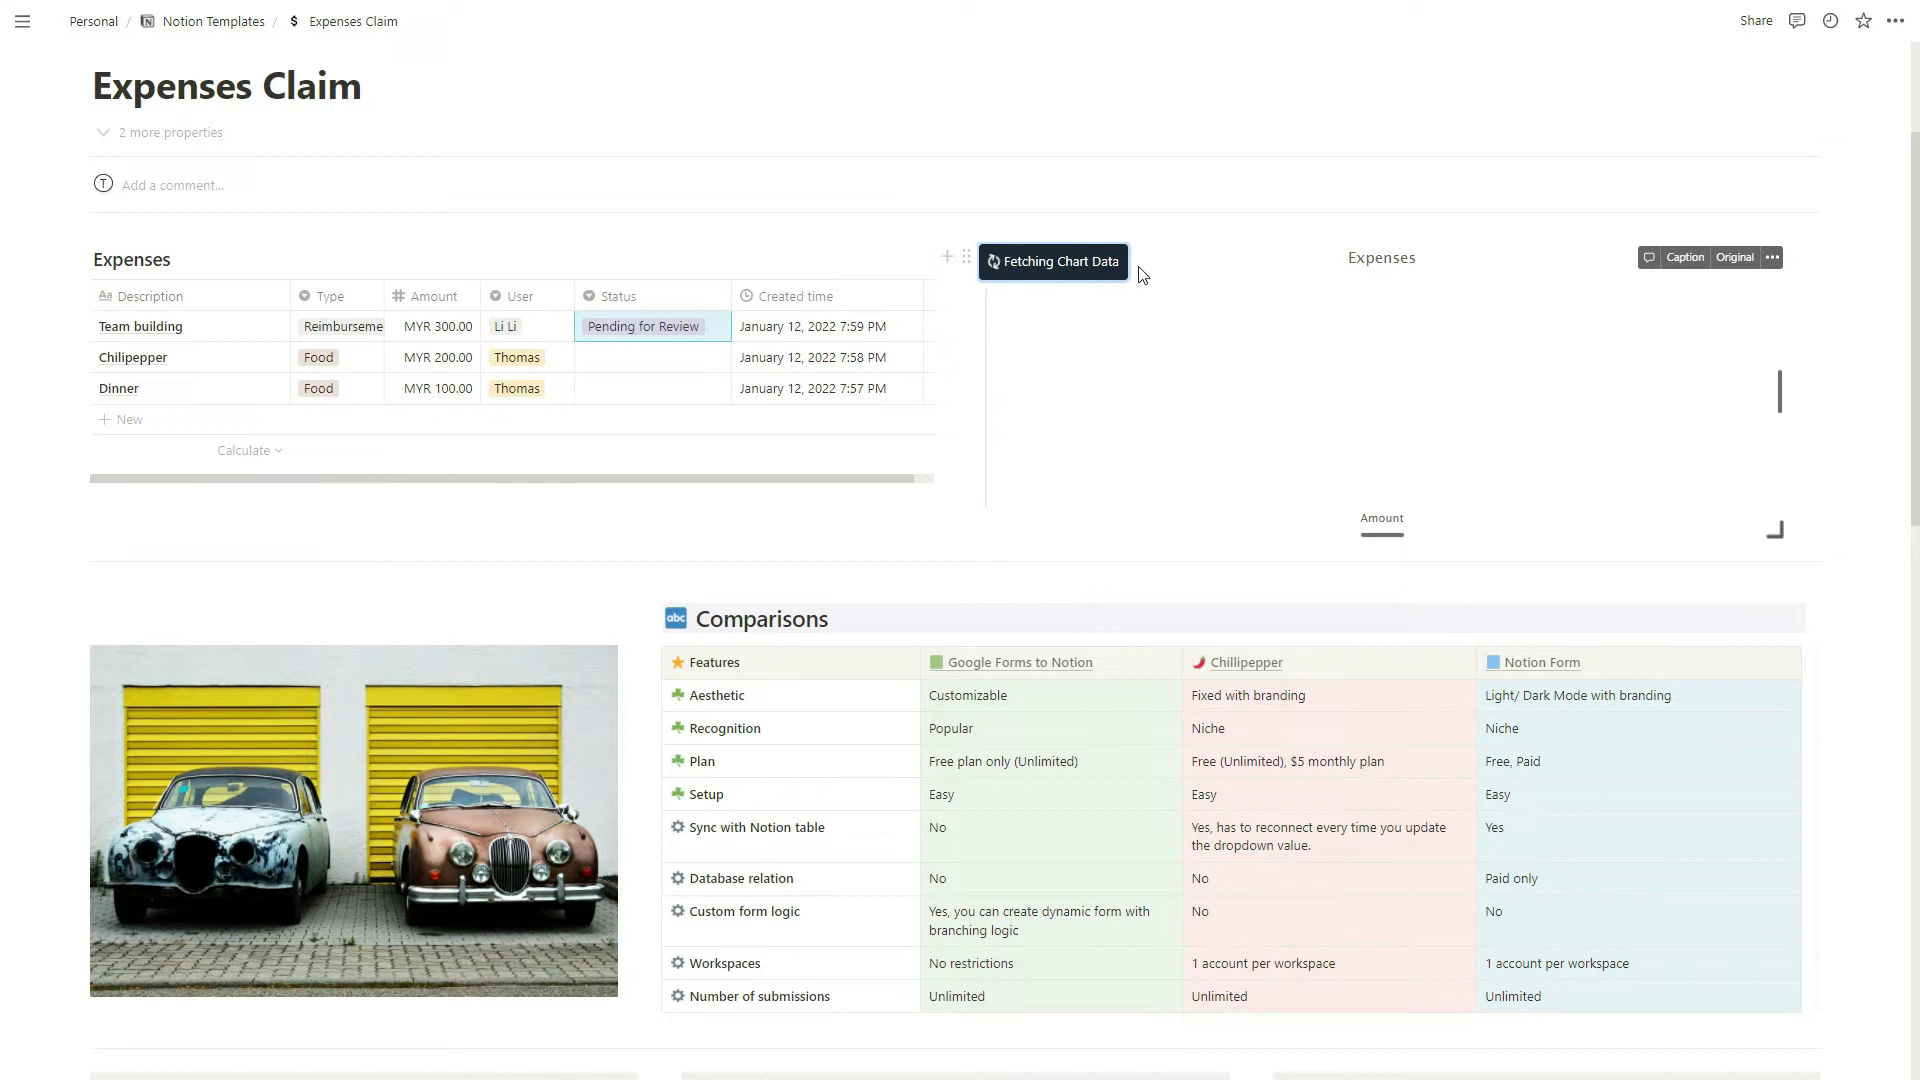 Personal / Notion Templates / $ Expenses Claim
Share
Expenses Claim
2 more properties
T Add a comment...
Expenses
Aa Description Type # Amount User Status Created time
Team building Reimburseme MYR 300.00 Li Li Pending for Review January 12, 2022 7:59 PM
Chilipepper Food MYR 200.00 Thomas January 12, 2022 7:58 PM
Dinner Food MYR 100.00 Thomas January 12, 2022 7:57 PM
+ New
Calculate
Fetching Chart Data
Expenses
Caption Original
Amount
abc Comparisons
Features Google Forms to Notion Chillipepper Notion Form
Aesthetic Customizable Fixed with branding Light/ Dark Mode with branding
Recognition Popular Niche Niche
Plan Free plan only (Unlimited) Free (Unlimited), $5 monthly plan Free, Paid
Setup Easy Easy Easy
Sync with Notion table No Yes, has to reconnect every time you update Yes
the dropdown value.
Database relation No No Paid only
Custom form logic Yes, you can create dynamic form with No No
branching logic
Workspaces No restrictions 1 account per workspace 1 account per workspace
Number of submissions Unlimited Unlimited Unlimited